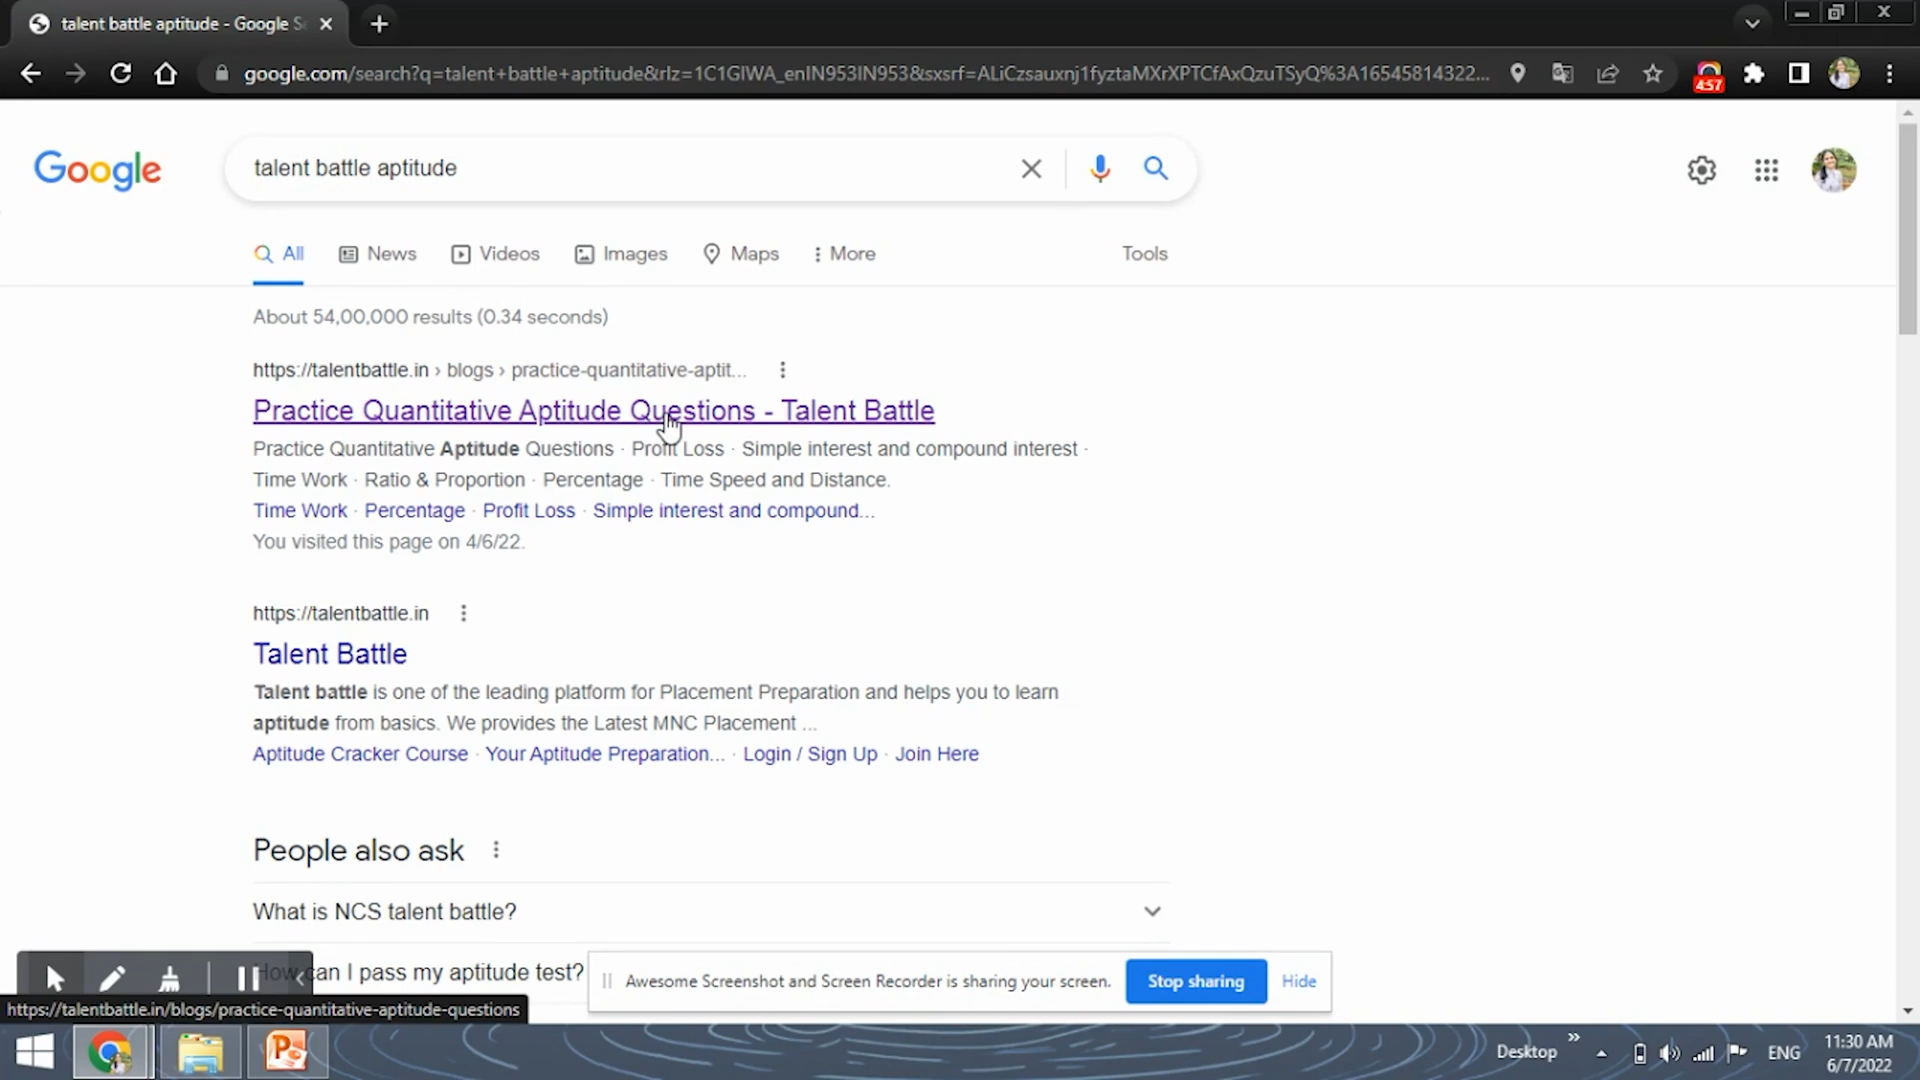 talent battle aptitude - Google S
google.com/search?q=talent+battle+aptitude&rlz=1C1GIWA_enIN953IN953&sxsrf=ALiCzsauxnj1fyztaMXrXPTCfAxQzuTSyQ%3A16545814322...
4:57
Google
talent battle aptitude
All News Videos Images Maps More Tools
About 54,00,000 results (0.34 seconds)
https://talentbattle.in › blogs › practice-quantitative-aptit...
Practice Quantitative Aptitude Questions - Talent Battle
Practice Quantitative Aptitude Questions · Profit Loss · Simple interest and compound interest ·
Time Work · Ratio & Proportion · Percentage · Time Speed and Distance.
Time Work · Percentage · Profit Loss · Simple interest and compound...
You visited this page on 4/6/22.
https://talentbattle.in
Talent Battle
Talent battle is one of the leading platform for Placement Preparation and helps you to learn
aptitude from basics. We provides the Latest MNC Placement ...
Aptitude Cracker Course · Your Aptitude Preparation... · Login / Sign Up · Join Here
People also ask
What is NCS talent battle?
How can I pass my aptitude test?
Awesome Screenshot and Screen Recorder is sharing your screen. Stop sharing Hide
https://talentbattle.in/blogs/practice-quantitative-aptitude-questions
Desktop » ENG 11:30 AM
6/7/2022